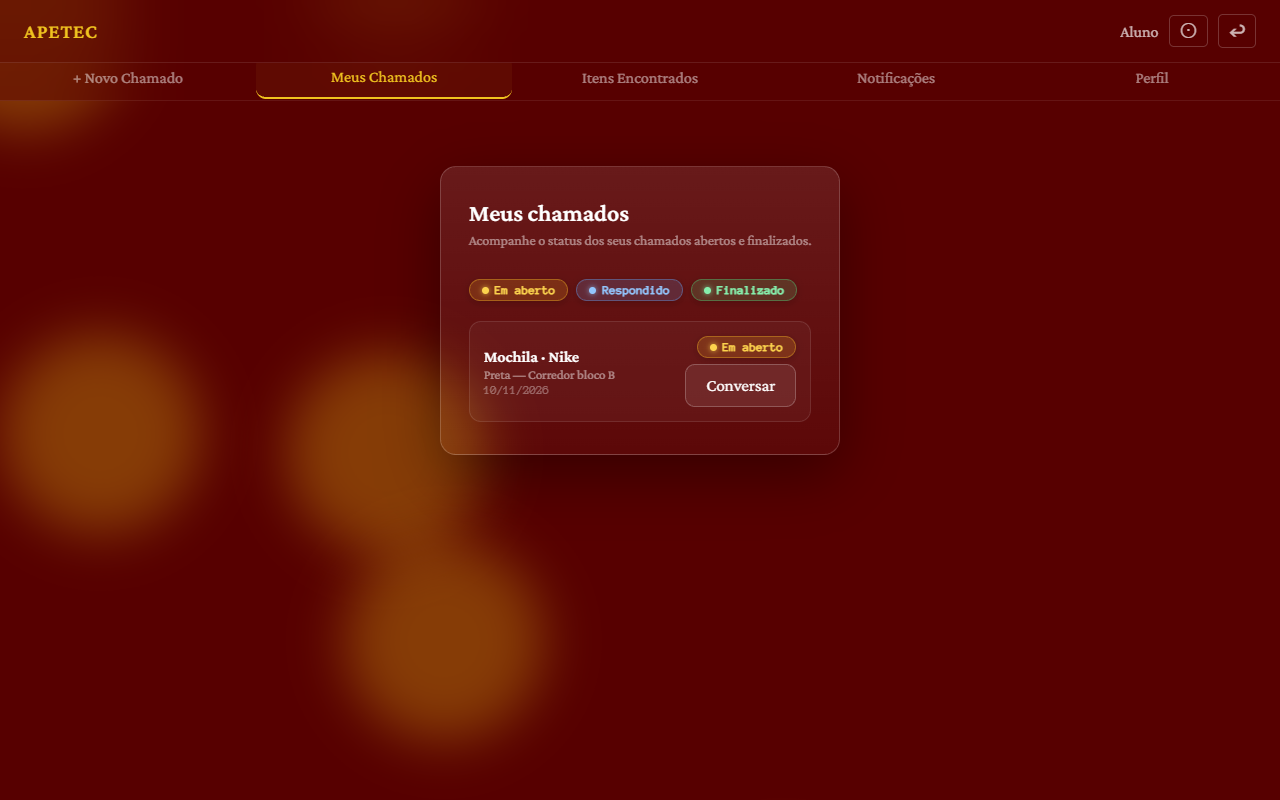 APETEC
Aluno
+ Novo Chamado
Meus Chamados
Itens Encontrados
Notificações
Perfil
Meus chamados
Acompanhe o status dos seus chamados abertos e finalizados.
Em aberto
Respondido
Finalizado
Mochila · Nike
Preta — Corredor bloco B
10/11/2026
Em aberto
Conversar